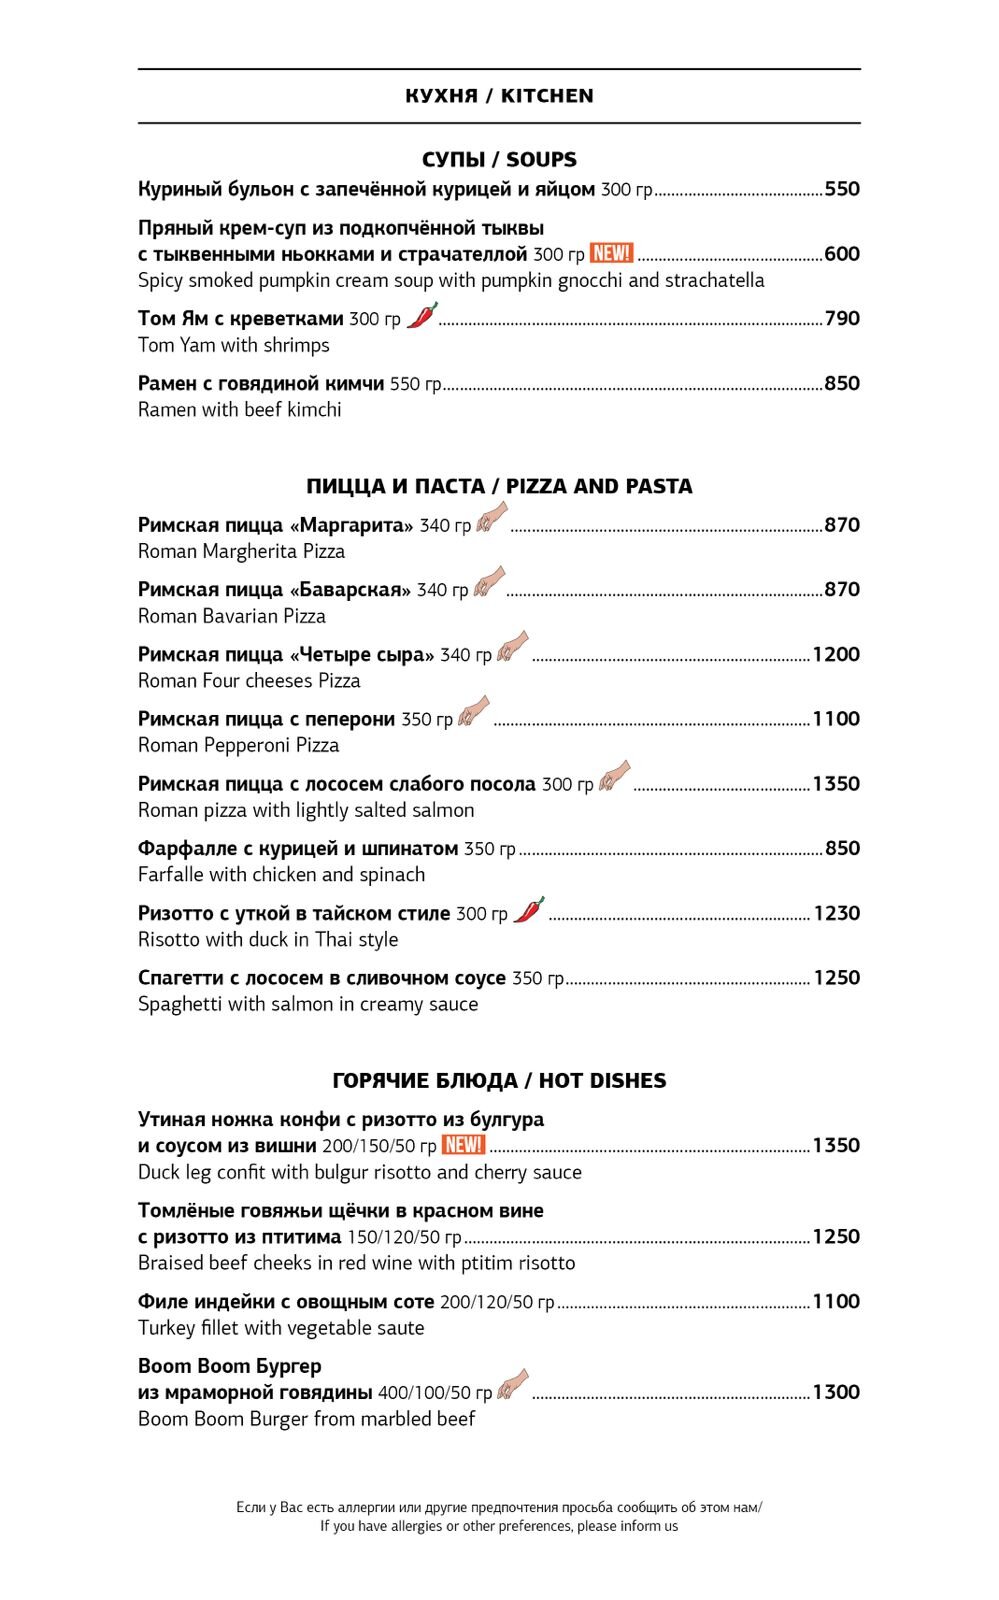 КУХНЯ / KITCHEN
СУПЫ / SOUPS
Куриный бульон с запечённой курицей и яйцом 300 гр....................................550
Пряный крем-суп из подкопчённой тыквы
с тыквенными ньокками и страчателлой 300 гр NEW! ........................................600
Spicy smoked pumpkin cream soup with pumpkin gnocchi and strachatella
Том Ям с креветками 300 гр ....................................................................................790
Tom Yam with shrimps
Рамен с говядиной кимчи 550 гр....................................................................................850
Ramen with beef kimchi
ПИЦЦА И ПАСТА / PIZZA AND PASTA
Римская пицца «Маргарита» 340 гр ....................................................................870
Roman Margherita Pizza
Римская пицца «Баварская» 340 гр ....................................................................870
Roman Bavarian Pizza
Римская пицца «Четыре сыра» 340 гр ............................................................1200
Roman Four cheeses Pizza
Римская пицца с пеперони 350 гр ....................................................................1100
Roman Pepperoni Pizza
Римская пицца с лососем слабого посола 300 гр ......................................1350
Roman pizza with lightly salted salmon
Фарфалле с курицей и шпинатом 350 гр..................................................................850
Farfalle with chicken and spinach
Ризотто с уткой в тайском стиле 300 гр ........................................................1230
Risotto with duck in Thai style
Спагетти с лососем в сливочном соусе 350 гр.....................................................1250
Spaghetti with salmon in creamy sauce
ГОРЯЧИЕ БЛЮДА / HOT DISHES
Утиная ножка конфи с ризотто из булгура
и соусом из вишни 200/150/50 гр NEW! .....................................................................1350
Duck leg confit with bulgur risotto and cherry sauce
Томлёные говяжьи щёчки в красном вине
с ризотто из птитима 150/120/50 гр..........................................................................1250
Braised beef cheeks in red wine with ptitim risotto
Филе индейки с овощным соте 200/120/50 гр.......................................................1100
Turkey fillet with vegetable saute
Boom Boom Бургер
из мраморной говядины 400/100/50 гр ............................................................1300
Boom Boom Burger from marbled beef
Если у Вас есть аллергии или другие предпочтения просьба сообщить об этом нам/
If you have allergies or other preferences, please inform us